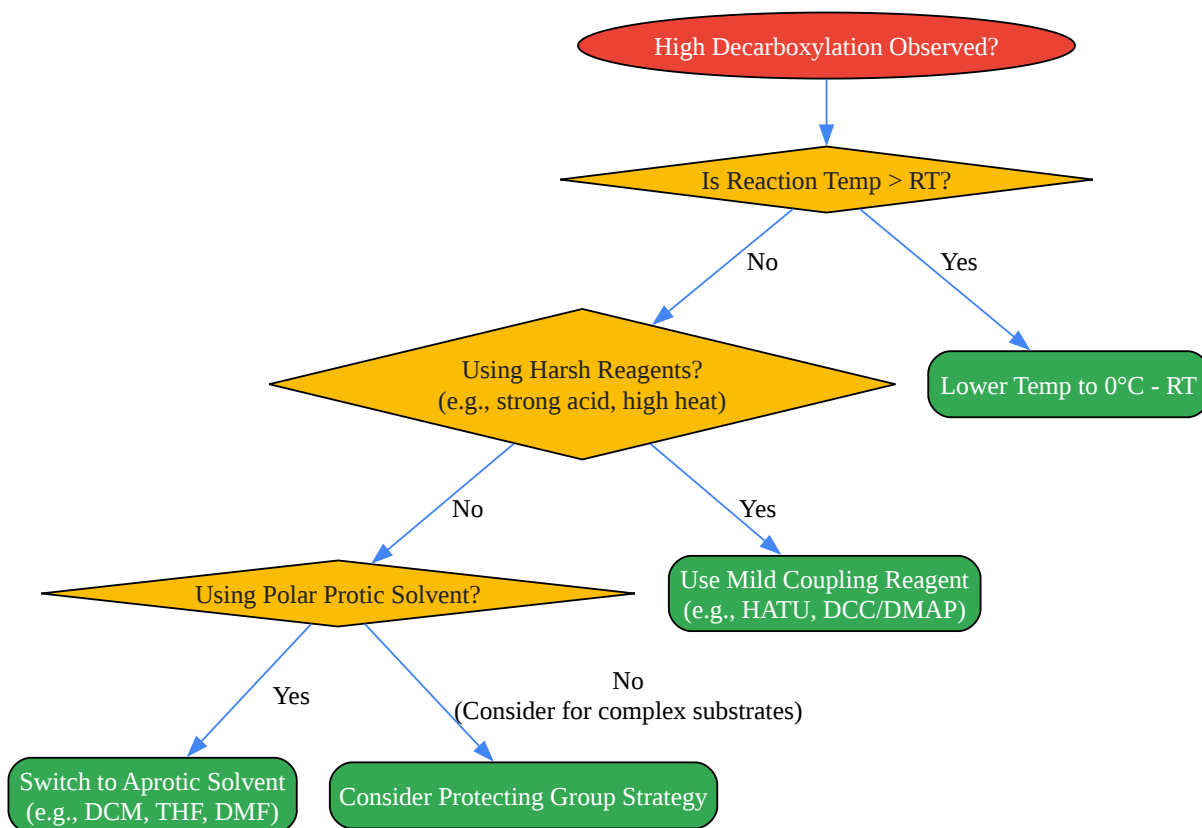 High Decarboxylation Observed?
Is Reaction Temp > RT?
No
Yes
Using Harsh Reagents?
(e.g., strong acid, high heat)
Lower Temp to 0°C - RT
No
Yes
Using Polar Protic Solvent?
Use Mild Coupling Reagent
(e.g., HATU, DCC/DMAP)
Yes
No
(Consider for complex substrates)
Switch to Aprotic Solvent
(e.g., DCM, THF, DMF)
Consider Protecting Group Strategy